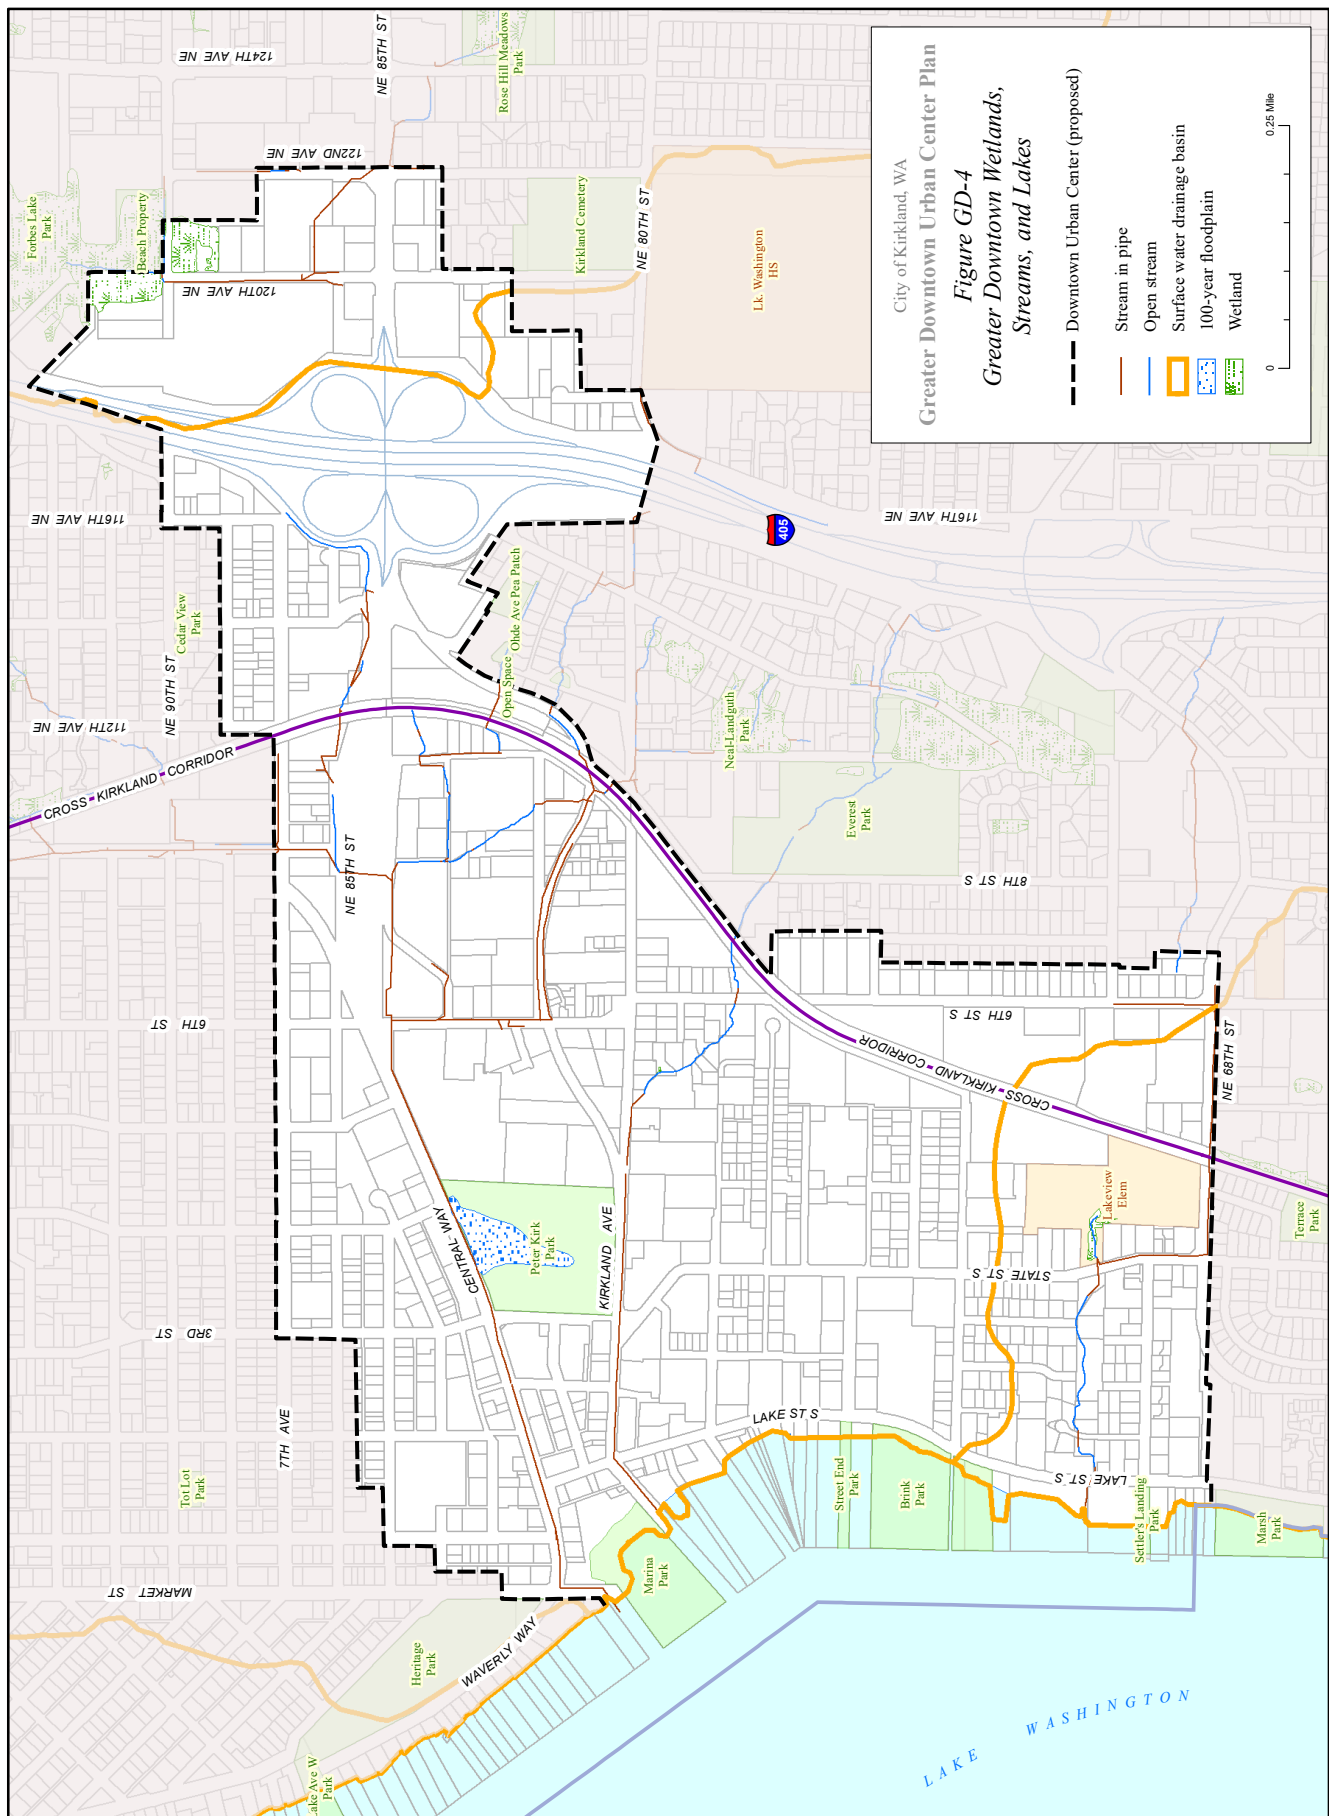 City of Kirkland, WA
Greater Downtown Urban Center Plan
Figure GD-4
Greater Downtown Wetlands,
Streams, and Lakes
Downtown Urban Center (proposed)
Stream in pipe
Open stream
Surface water drainage basin
100-year floodplain
Wetland
0
0.25 Mile
Lake Ave W
Park
Heritage
Park
WAVERLY WAY
MARKET ST
Tot Lot
Park
7TH AVE
3RD ST
6TH ST
CROSS KIRKLAND CORRIDOR
112TH AVE NE
NE 90TH ST
Cedar View
Park
116TH AVE NE
Forbes Lake
Park
Beach Property
120TH AVE NE
122ND AVE NE
124TH AVE NE
NE 85TH ST
Rose Hill Meadows
Park
Kirkland Cemetery
NE 80TH ST
Lk. Washington
HS
NE 85TH ST
CENTRAL WAY
Peter Kirk
Park
KIRKLAND AVE
Open Space
Ohde Ave Pea Patch
405
116TH AVE NE
Neal-Landguth
Park
Everest
Park
8TH ST S
6TH ST S
CROSS KIRKLAND CORRIDOR
Marina
Park
LAKE ST S
Street End
Park
Brink
Park
STATE ST S
Lakeview
Elem
LAKE ST S
Settler's Landing
Park
NE 68TH ST
Marsh
Park
Terrace
Park
LAKE WASHINGTON